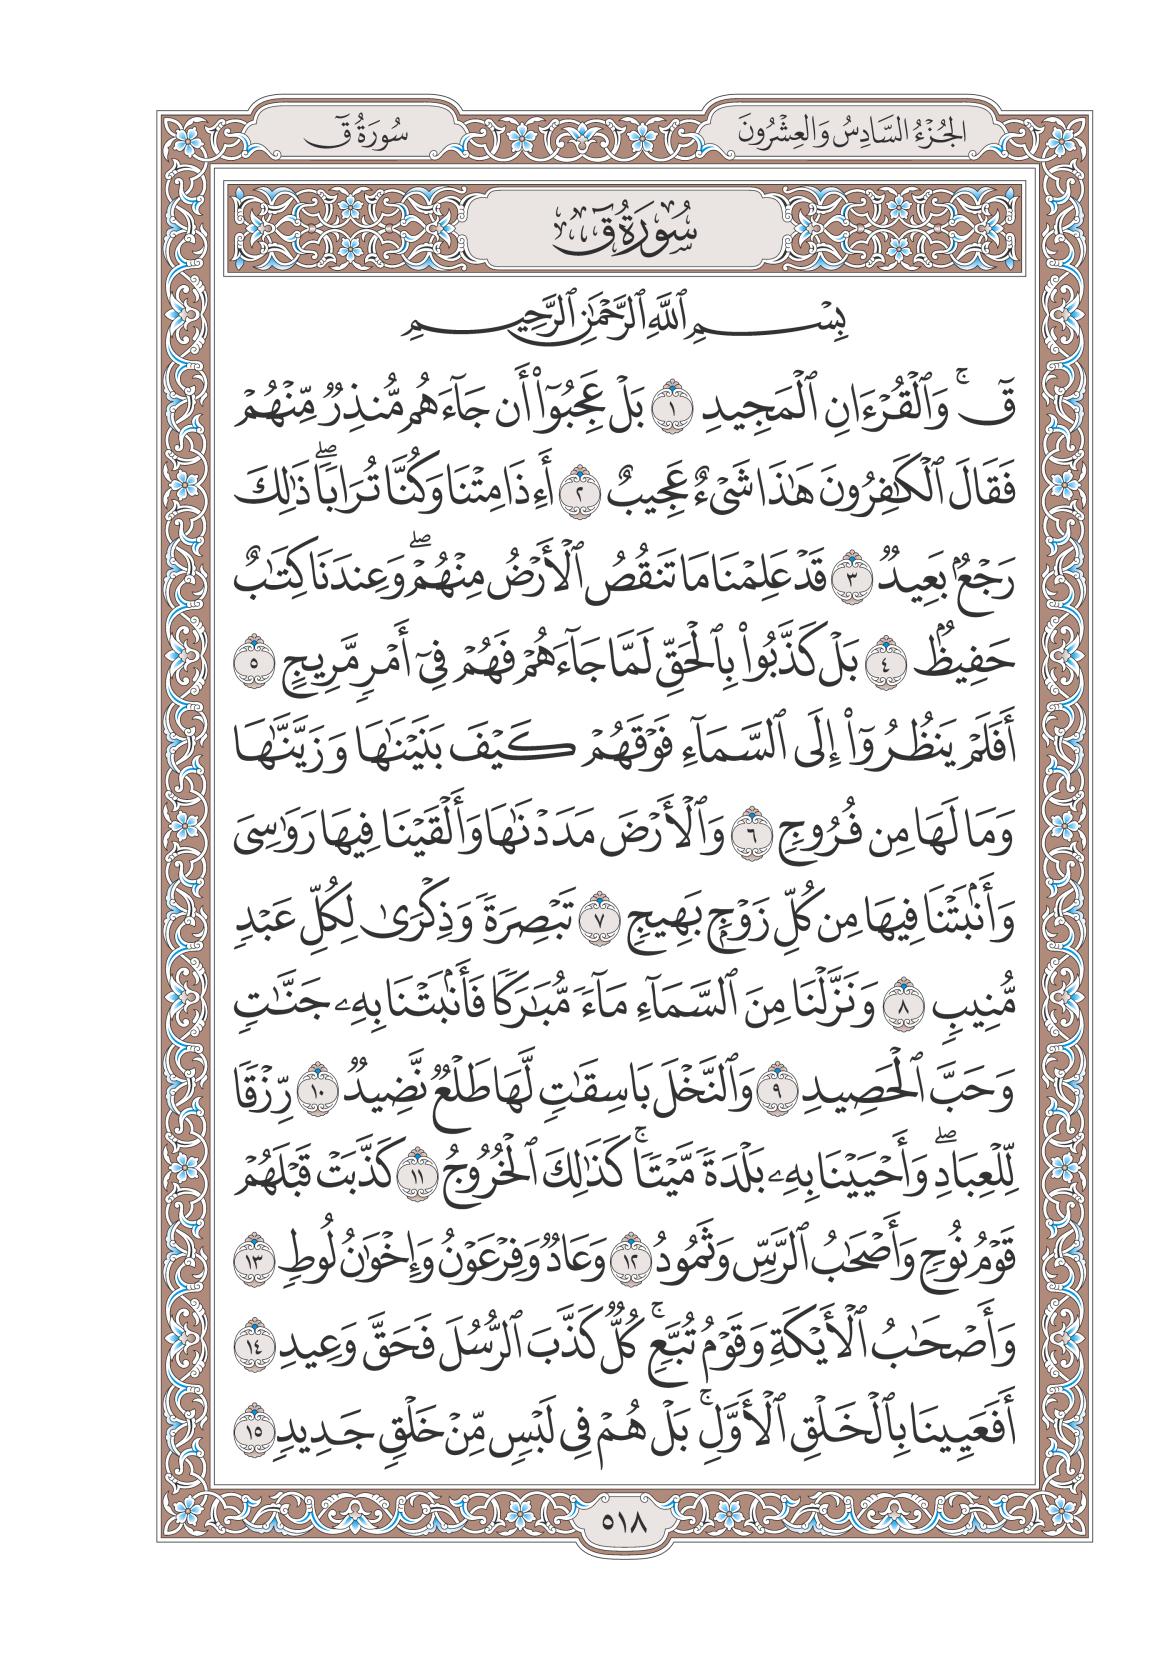 الجُزْءُ السَّادِسُ وَالعِشْرُونَ
سُورَةُ قٓ
سُورَةُ قٓ
بِسْمِ ٱللَّهِ ٱلرَّحْمَٰنِ ٱلرَّحِيمِ
قٓۚ وَٱلْقُرْءَانِ ٱلْمَجِيدِ ١ بَلْ عَجِبُوٓا۟ أَن جَآءَهُم مُّنذِرٌ مِّنْهُمْ
فَقَالَ ٱلْكَٰفِرُونَ هَٰذَا شَىْءٌ عَجِيبٌ ٢ أَءِذَا مِتْنَا وَكُنَّا تُرَابًاۖ ذَٰلِكَ
رَجْعٌۢ بَعِيدٌ ٣ قَدْ عَلِمْنَا مَا تَنقُصُ ٱلْأَرْضُ مِنْهُمْۖ وَعِندَنَا كِتَٰبٌ
حَفِيظٌۢ ٤ بَلْ كَذَّبُوا۟ بِٱلْحَقِّ لَمَّا جَآءَهُمْ فَهُمْ فِىٓ أَمْرٍ مَّرِيجٍ ٥
أَفَلَمْ يَنظُرُوٓا۟ إِلَى ٱلسَّمَآءِ فَوْقَهُمْ كَيْفَ بَنَيْنَٰهَا وَزَيَّنَّٰهَا
وَمَا لَهَا مِن فُرُوجٍ ٦ وَٱلْأَرْضَ مَدَدْنَٰهَا وَأَلْقَيْنَا فِيهَا رَوَٰسِىَ
وَأَنۢبَتْنَا فِيهَا مِن كُلِّ زَوْجٍۭ بَهِيجٍ ٧ تَبْصِرَةً وَذِكْرَىٰ لِكُلِّ عَبْدٍ
مُّنِيبٍ ٨ وَنَزَّلْنَا مِنَ ٱلسَّمَآءِ مَآءً مُّبَٰرَكًا فَأَنۢبَتْنَا بِهِۦ جَنَّٰتٍ
وَحَبَّ ٱلْحَصِيدِ ٩ وَٱلنَّخْلَ بَاسِقَٰتٍ لَّهَا طَلْعٌ نَّضِيدٌ ١٠ رِّزْقًا
لِّلْعِبَادِۖ وَأَحْيَيْنَا بِهِۦ بَلْدَةً مَّيْتًاۚ كَذَٰلِكَ ٱلْخُرُوجُ ١١ كَذَّبَتْ قَبْلَهُمْ
قَوْمُ نُوحٍ وَأَصْحَٰبُ ٱلرَّسِّ وَثَمُودُ ١٢ وَعَادٌ وَفِرْعَوْنُ وَإِخْوَٰنُ لُوطٍ ١٣
وَأَصْحَٰبُ ٱلْأَيْكَةِ وَقَوْمُ تُبَّعٍۚ كُلٌّ كَذَّبَ ٱلرُّسُلَ فَحَقَّ وَعِيدِ ١٤
أَفَعَيِينَا بِٱلْخَلْقِ ٱلْأَوَّلِۚ بَلْ هُمْ فِى لَبْسٍ مِّنْ خَلْقٍ جَدِيدٍ ١٥
٥١٨